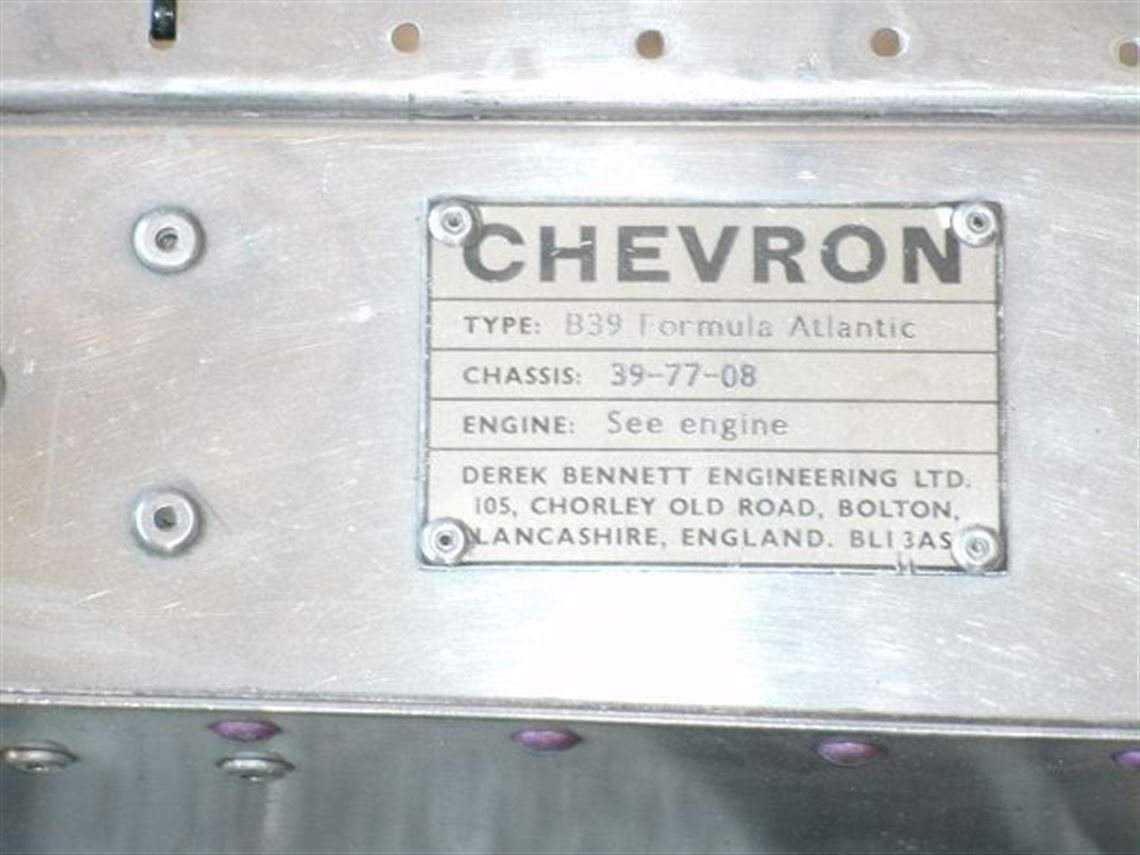 CHEVRON
TYPE: B39 Formula Atlantic
CHASSIS: 39-77-08
ENGINE: See engine
DEREK BENNETT ENGINEERING LTD.
105, CHORLEY OLD ROAD, BOLTON,
LANCASHIRE, ENGLAND. BL1 3AS